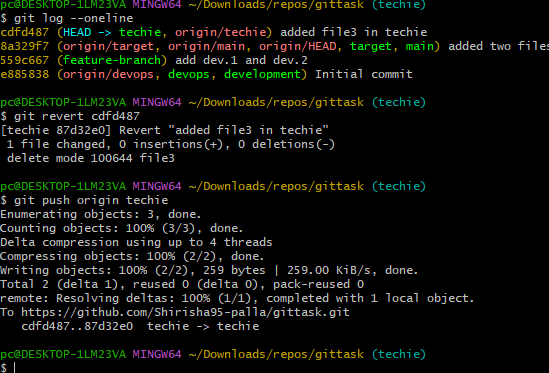 pc@DESKTOP-1LM23VA MINGW64 ~/Downloads/repos/gittask (techie)
$ git log --oneline
cdfd487 (HEAD -> techie, origin/techie) added file3 in techie
8a329f7 (origin/target, origin/main, origin/HEAD, target, main) added two files
559c667 (feature-branch) add dev.1 and dev.2
e885838 (origin/devops, devops, development) Initial commit
pc@DESKTOP-1LM23VA MINGW64 ~/Downloads/repos/gittask (techie)
$ git revert cdfd487
[techie 87d32e0] Revert "added file3 in techie"
1 file changed, 0 insertions(+), 0 deletions(-)
delete mode 100644 file3
pc@DESKTOP-1LM23VA MINGW64 ~/Downloads/repos/gittask (techie)
$ git push origin techie
Enumerating objects: 3, done.
Counting objects: 100% (3/3), done.
Delta compression using up to 4 threads
Compressing objects: 100% (2/2), done.
Writing objects: 100% (2/2), 259 bytes | 259.00 KiB/s, done.
Total 2 (delta 1), reused 0 (delta 0), pack-reused 0
remote: Resolving deltas: 100% (1/1), completed with 1 local object.
To https://github.com/Shirisha95-palla/gittask.git
cdfd487..87d32e0  techie -> techie
pc@DESKTOP-1LM23VA MINGW64 ~/Downloads/repos/gittask (techie)
$